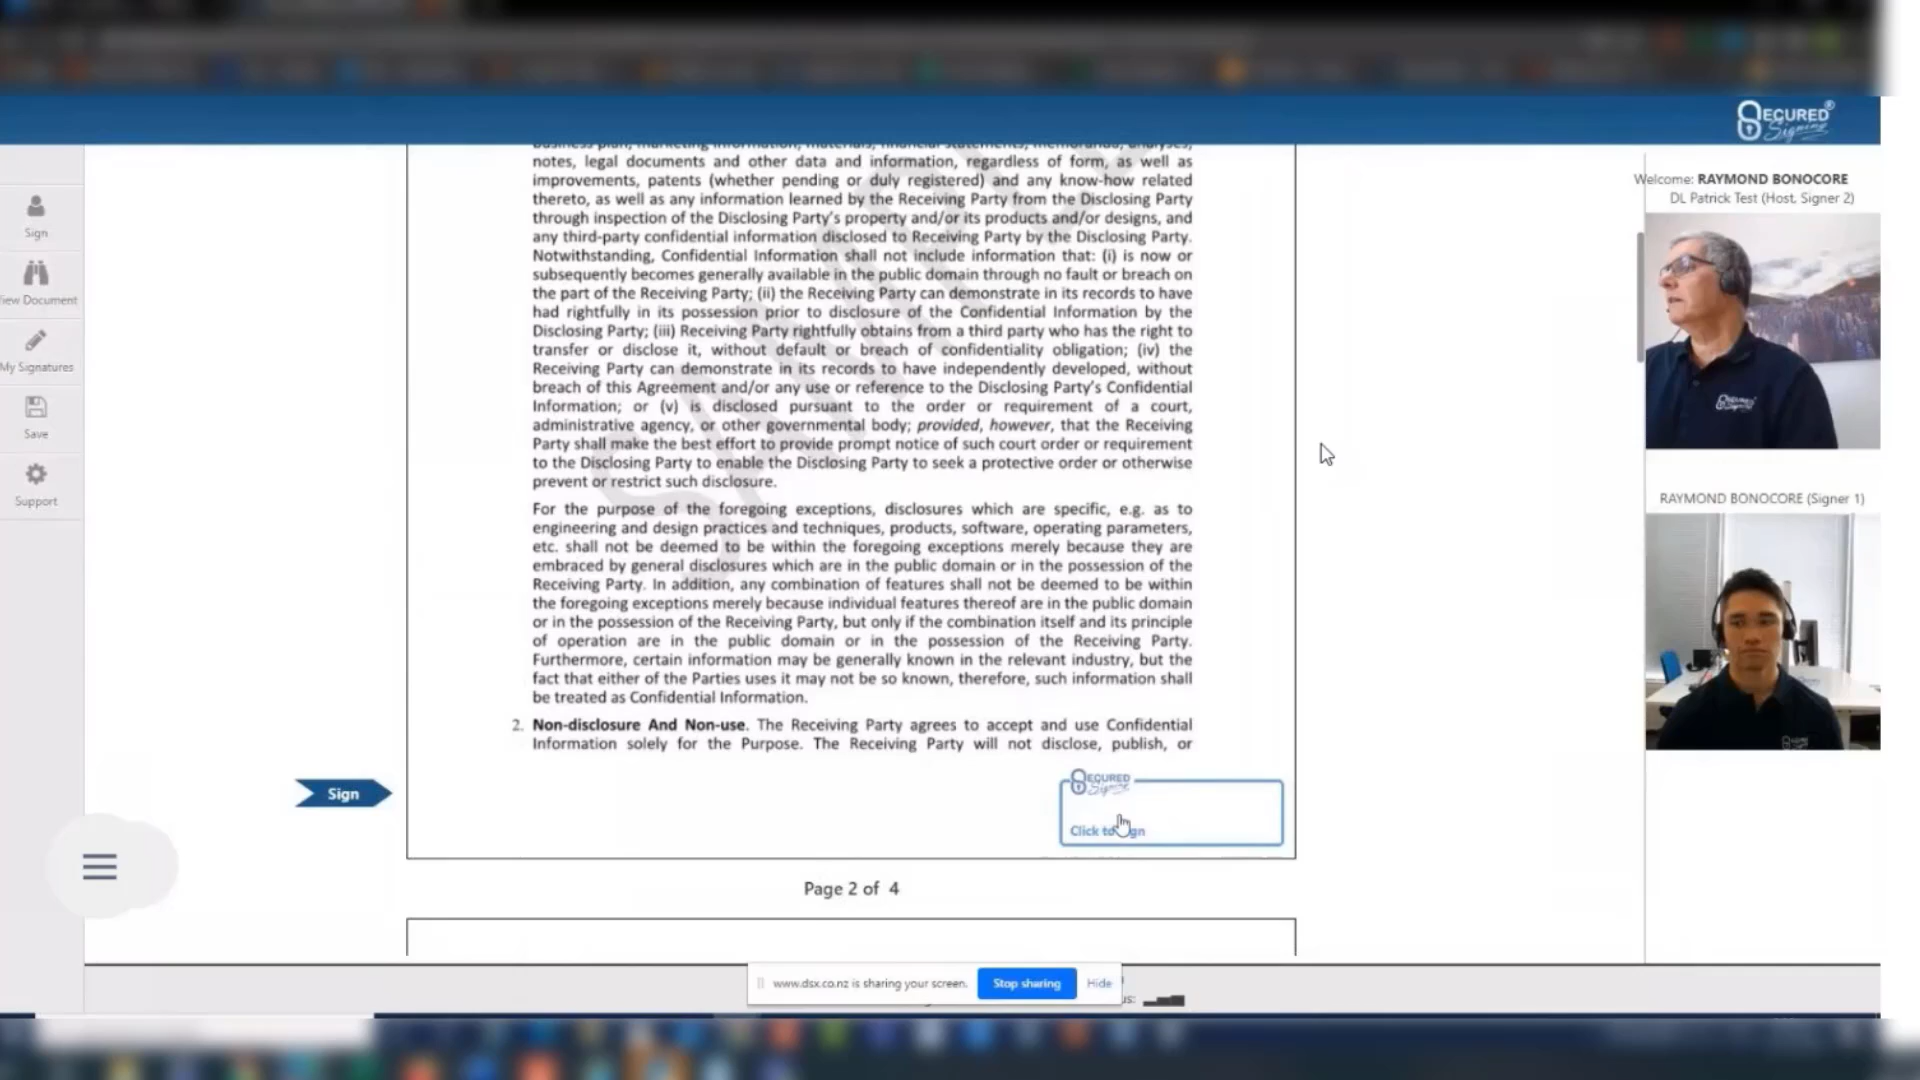 SECURED
Signing
Welcome: RAYMOND BONOCORE
DL Patrick Test (Host, Signer 2)
RAYMOND BONOCORE (Signer 1)
Sign
View Document
My Signatures
Save
Support
business plan, marketing information, materials, financial statements, memoranda, analyses,
notes, legal documents and other data and information, regardless of form, as well as
improvements, patents (whether pending or duly registered) and any know-how related
thereto, as well as any information learned by the Receiving Party from the Disclosing Party
through inspection of the Disclosing Party's property and/or its products and/or designs, and
any third-party confidential information disclosed to Receiving Party by the Disclosing Party.
Notwithstanding, Confidential Information shall not include information that: (i) is now or
subsequently becomes generally available in the public domain through no fault or breach on
the part of the Receiving Party; (ii) the Receiving Party can demonstrate in its records to have
had rightfully in its possession prior to disclosure of the Confidential Information by the
Disclosing Party; (iii) Receiving Party rightfully obtains from a third party who has the right to
transfer or disclose it, without default or breach of confidentiality obligation; (iv) the
Receiving Party can demonstrate in its records to have independently developed, without
breach of this Agreement and/or any use or reference to the Disclosing Party's Confidential
Information; or (v) is disclosed pursuant to the order or requirement of a court,
administrative agency, or other governmental body; provided, however, that the Receiving
Party shall make the best effort to provide prompt notice of such court order or requirement
to the Disclosing Party to enable the Disclosing Party to seek a protective order or otherwise
prevent or restrict such disclosure.
For the purpose of the foregoing exceptions, disclosures which are specific, e.g. as to
engineering and design practices and techniques, products, software, operating parameters,
etc. shall not be deemed to be within the foregoing exceptions merely because they are
embraced by general disclosures which are in the public domain or in the possession of the
Receiving Party. In addition, any combination of features shall not be deemed to be within
the foregoing exceptions merely because individual features thereof are in the public domain
or in the possession of the Receiving Party, but only if the combination itself and its principle
of operation are in the public domain or in the possession of the Receiving Party.
Furthermore, certain information may be generally known in the relevant industry, but the
fact that either of the Parties uses it may not be so known, therefore, such information shall
be treated as Confidential Information.
2. Non-disclosure And Non-use. The Receiving Party agrees to accept and use Confidential
Information solely for the Purpose. The Receiving Party will not disclose, publish, or
SAMPLE
Sign
SECURED
Signing
Click to sign
Page 2 of 4
www.dsx.co.nz is sharing your screen.
Stop sharing
Hide
us: